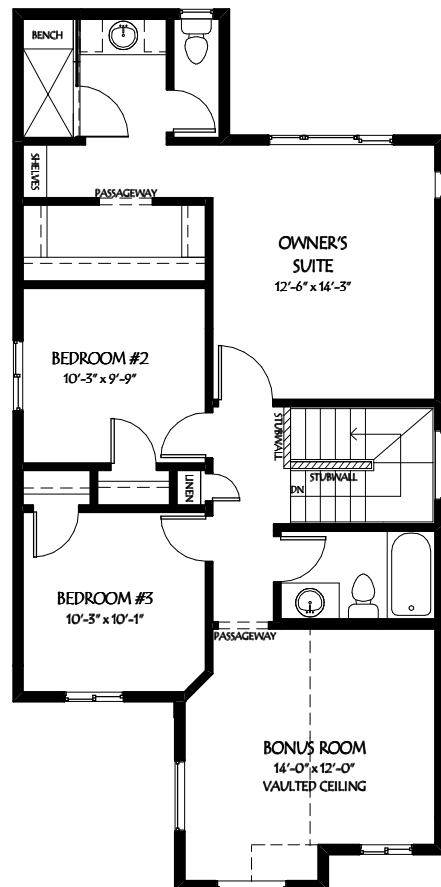 BENCH
SHELVES
PASSAGEWAY
OWNER'S
SUITE
12'-6" x 14'-3"
BEDROOM #2
10'-3" x 9'-9"
STUBWALL
STUBWALL
DN
LINEN
BEDROOM #3
10'-3" x 10'-1"
PASSAGEWAY
BONUS ROOM
14'-0" x 12'-0"
VAULTED CEILING